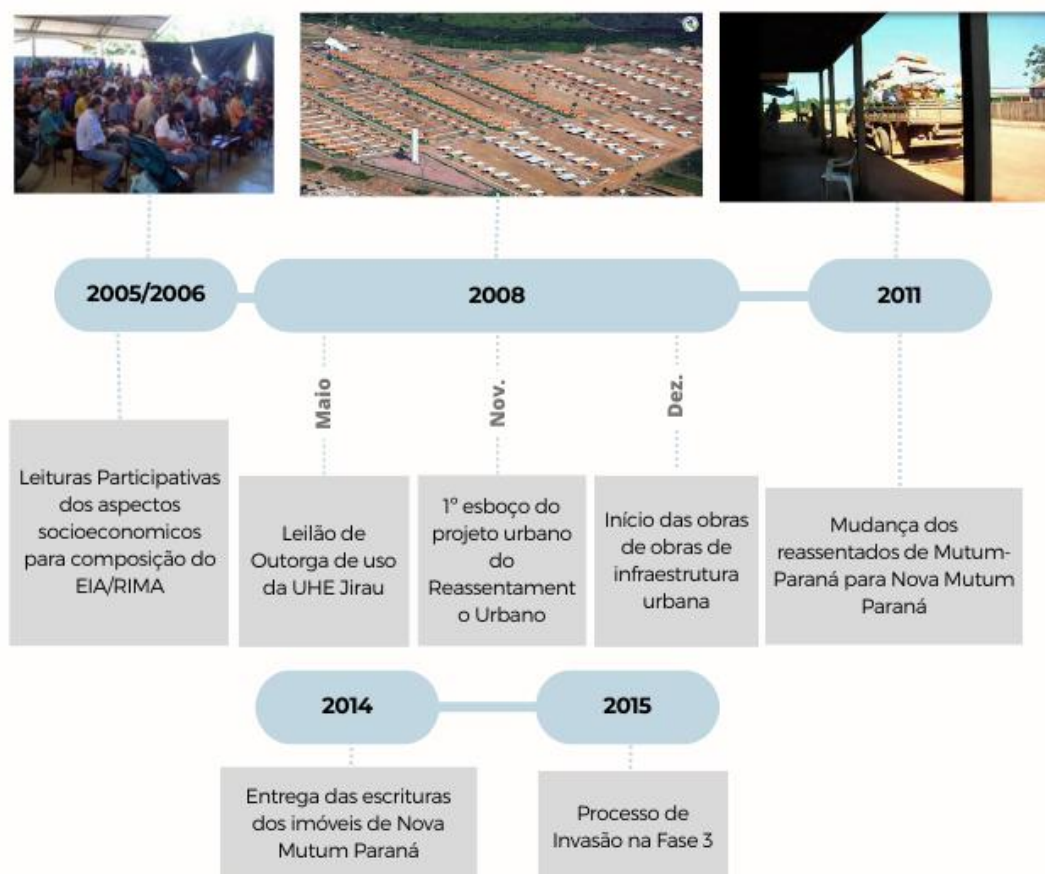 2005/2006
2008
2011
Maio
Nov.
Dez.
Leituras Participativas
dos aspectos
socioeconomicos
para composição do
EIA/RIMA
Leilão de
Outorga de uso
da UHE Jirau
1º esboço do
projeto urbano
do
Reassentament
o Urbano
Início das obras
de obras de
infraestrutura
urbana
Mudança dos
reassentados de Mutum-
Paraná para Nova Mutum
Paraná
2014
2015
Entrega das escrituras
dos imóveis de Nova
Mutum Paraná
Processo de
Invasão na Fase 3